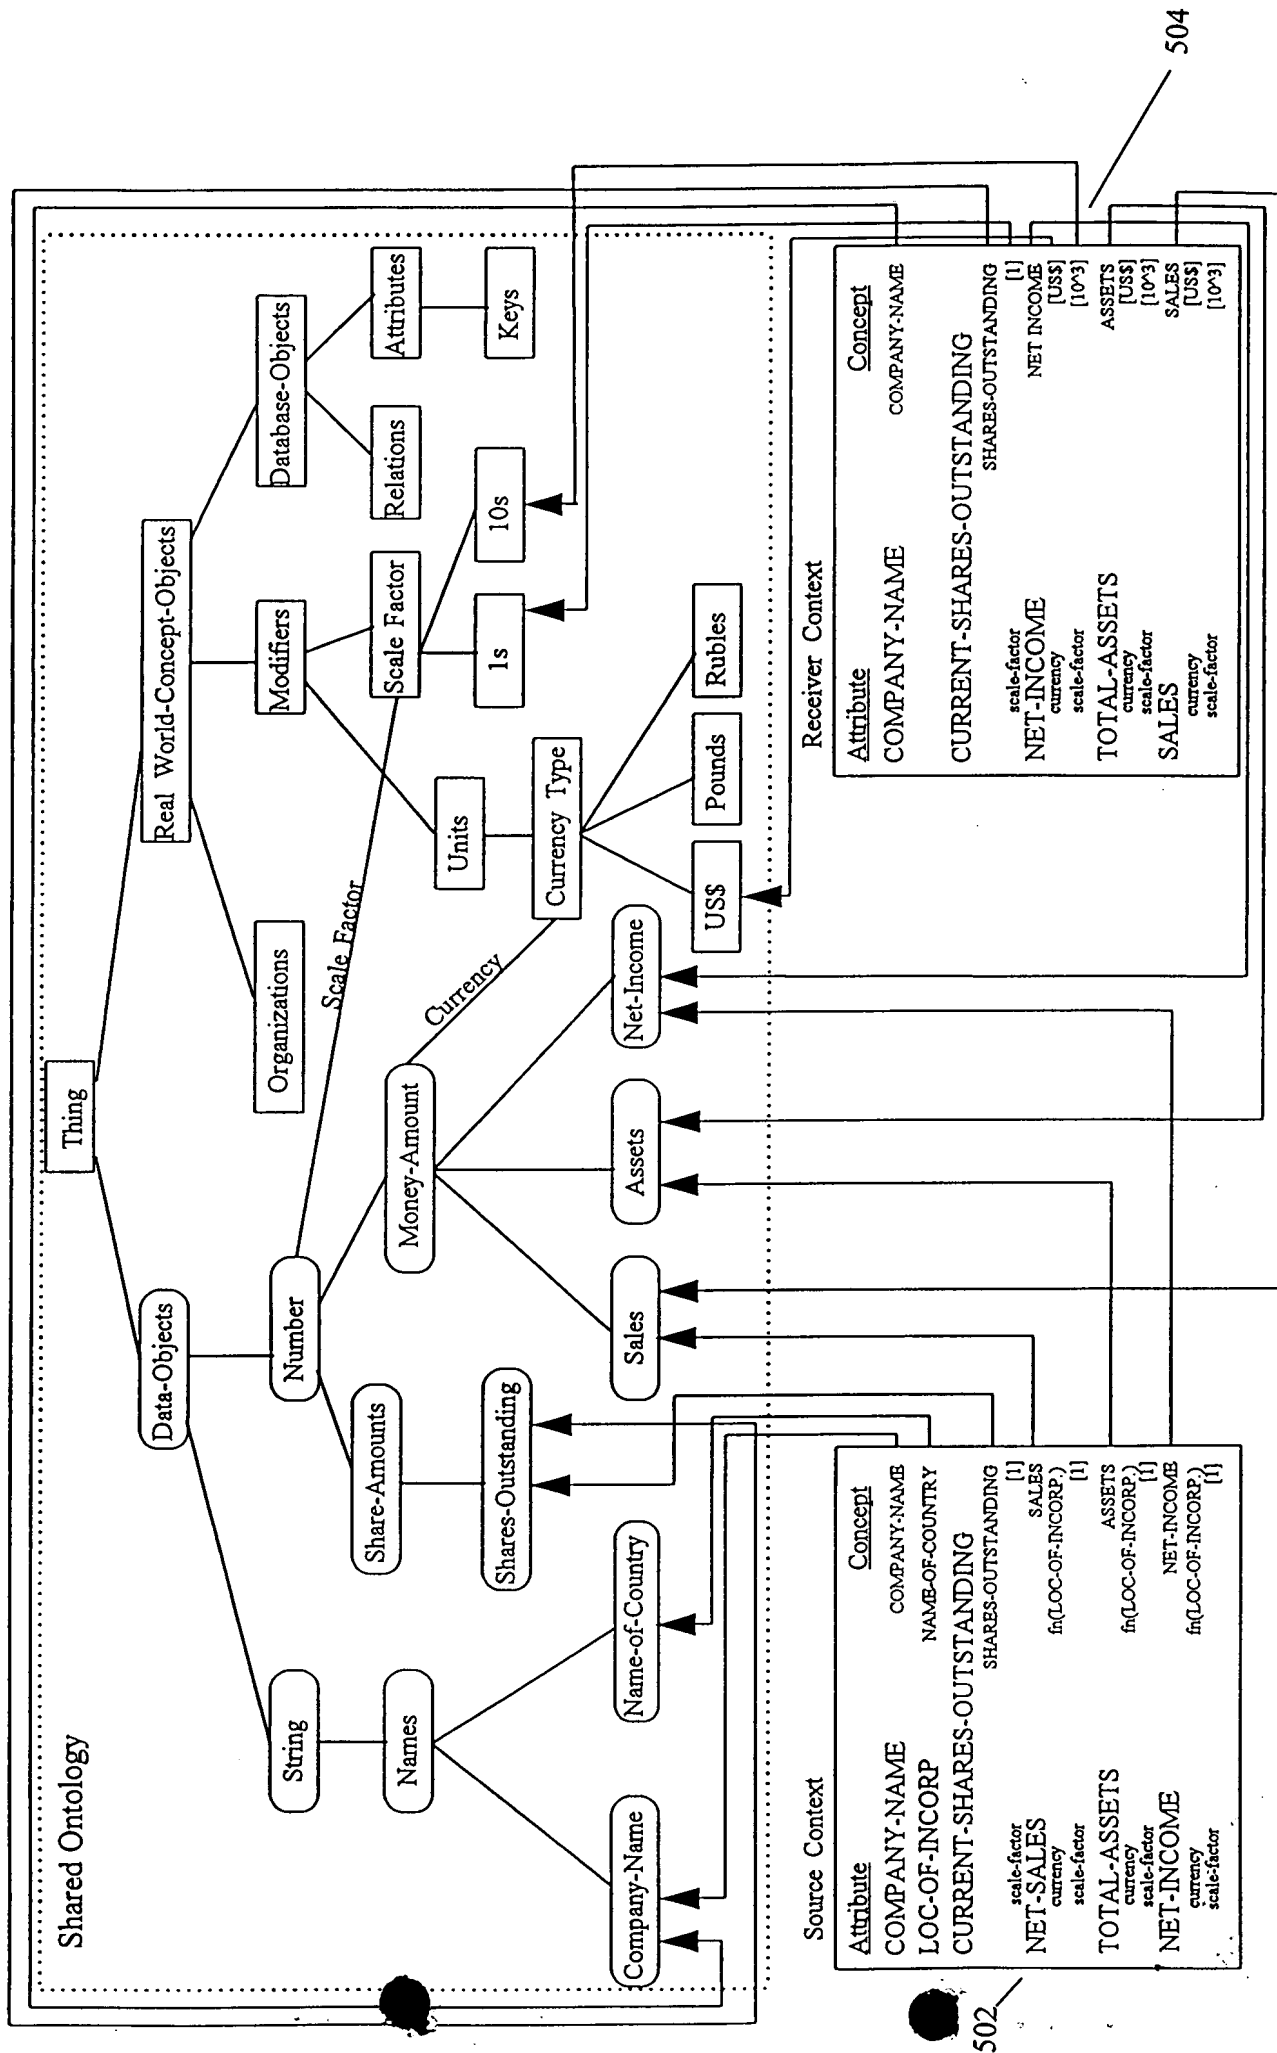 Shared Ontology
Thing
Data-Objects
Real World-Concept-Objects
String
Number
Organizations
Modifiers
Database-Objects
Scale Factor
Names
Share-Amounts
Money-Amount
Currency
Units
Scale Factor
Relations
Attributes
Shares-Outstanding
Currency Type
1s
10s
Keys
Company-Name
Name-of-Country
Sales
Assets
Net-Income
US$
Pounds
Rubles
Source Context
Attribute Concept
COMPANY-NAME COMPANY-NAME
LOC-OF-INCORP NAME-OF-COUNTRY
CURRENT-SHARES-OUTSTANDING
SHARES-OUTSTANDING
scale-factor [1]
NET-SALES SALES
currency fn(LOC-OF-INCORP.)
scale-factor [1]
TOTAL-ASSETS ASSETS
currency fn(LOC-OF-INCORP.)
scale-factor [1]
NET-INCOME NET-INCOME
currency fn(LOC-OF-INCORP.)
scale-factor [1]
502
Receiver Context
Attribute Concept
COMPANY-NAME COMPANY-NAME
CURRENT-SHARES-OUTSTANDING
SHARES-OUTSTANDING
scale-factor [1]
NET-INCOME NET INCOME
currency [US$]
scale-factor [10^3]
TOTAL-ASSETS ASSETS
currency [US$]
scale-factor [10^3]
SALES SALES
currency [US$]
scale-factor [10^3]
504